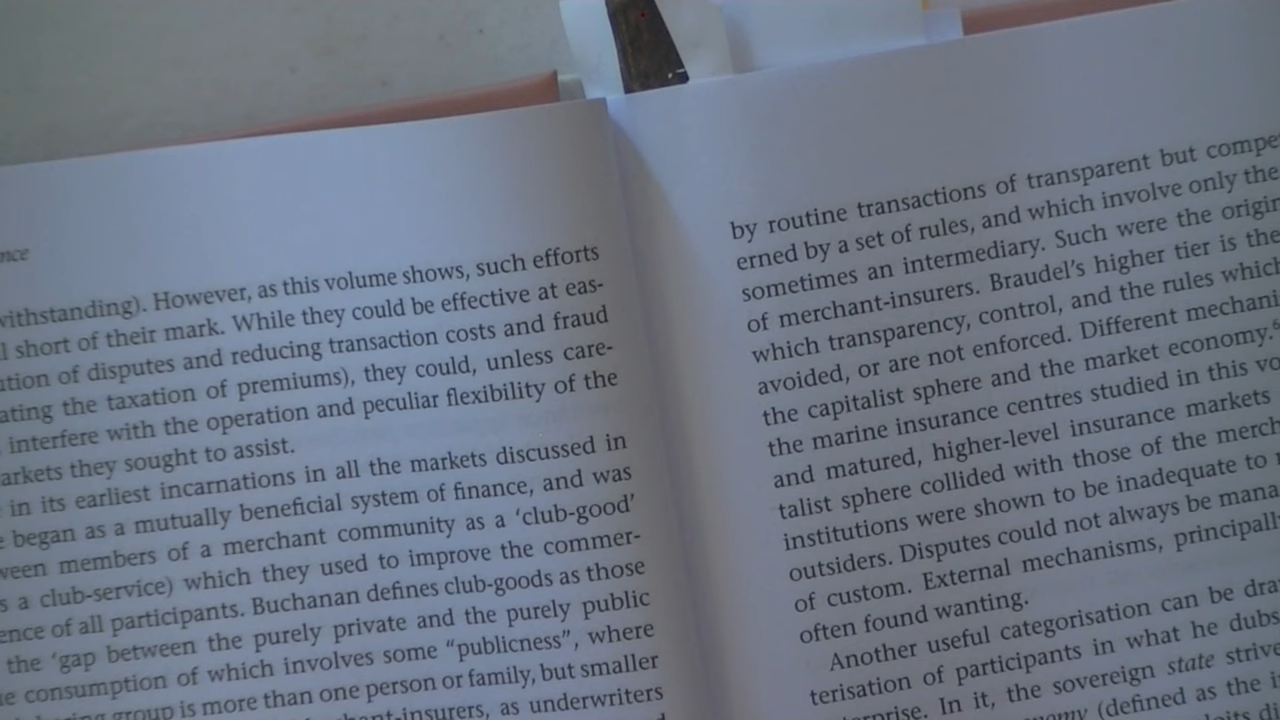 nce
withstanding). However, as this volume shows, such efforts
l short of their mark. While they could be effective at eas-
ution of disputes and reducing transaction costs and fraud
ating the taxation of premiums), they could, unless care-
, interfere with the operation and peculiar flexibility of the
arkets they sought to assist.
in its earliest incarnations in all the markets discussed in
e began as a mutually beneficial system of finance, and was
ween members of a merchant community as a ‘club-good’
s a club-service) which they used to improve the commer-
ence of all participants. Buchanan defines club-goods as those
the ‘gap between the purely private and the purely public
e consumption of which involves some “publicness”, where
group is more than one person or family, but smaller
-insurers, as underwriters
by routine transactions of transparent but compe
erned by a set of rules, and which involve only the
sometimes an intermediary. Such were the origin
of merchant-insurers. Braudel’s higher tier is the
which transparency, control, and the rules which
avoided, or are not enforced. Different mechani
the capitalist sphere and the market economy.
the marine insurance centres studied in this vo
and matured, higher-level insurance markets
talist sphere collided with those of the merch
institutions were shown to be inadequate to
outsiders. Disputes could not always be mana
of custom. External mechanisms, principall
often found wanting.
Another useful categorisation can be dra
terisation of participants in what he dubs
erprise. In it, the sovereign state strive
omy (defined as the i